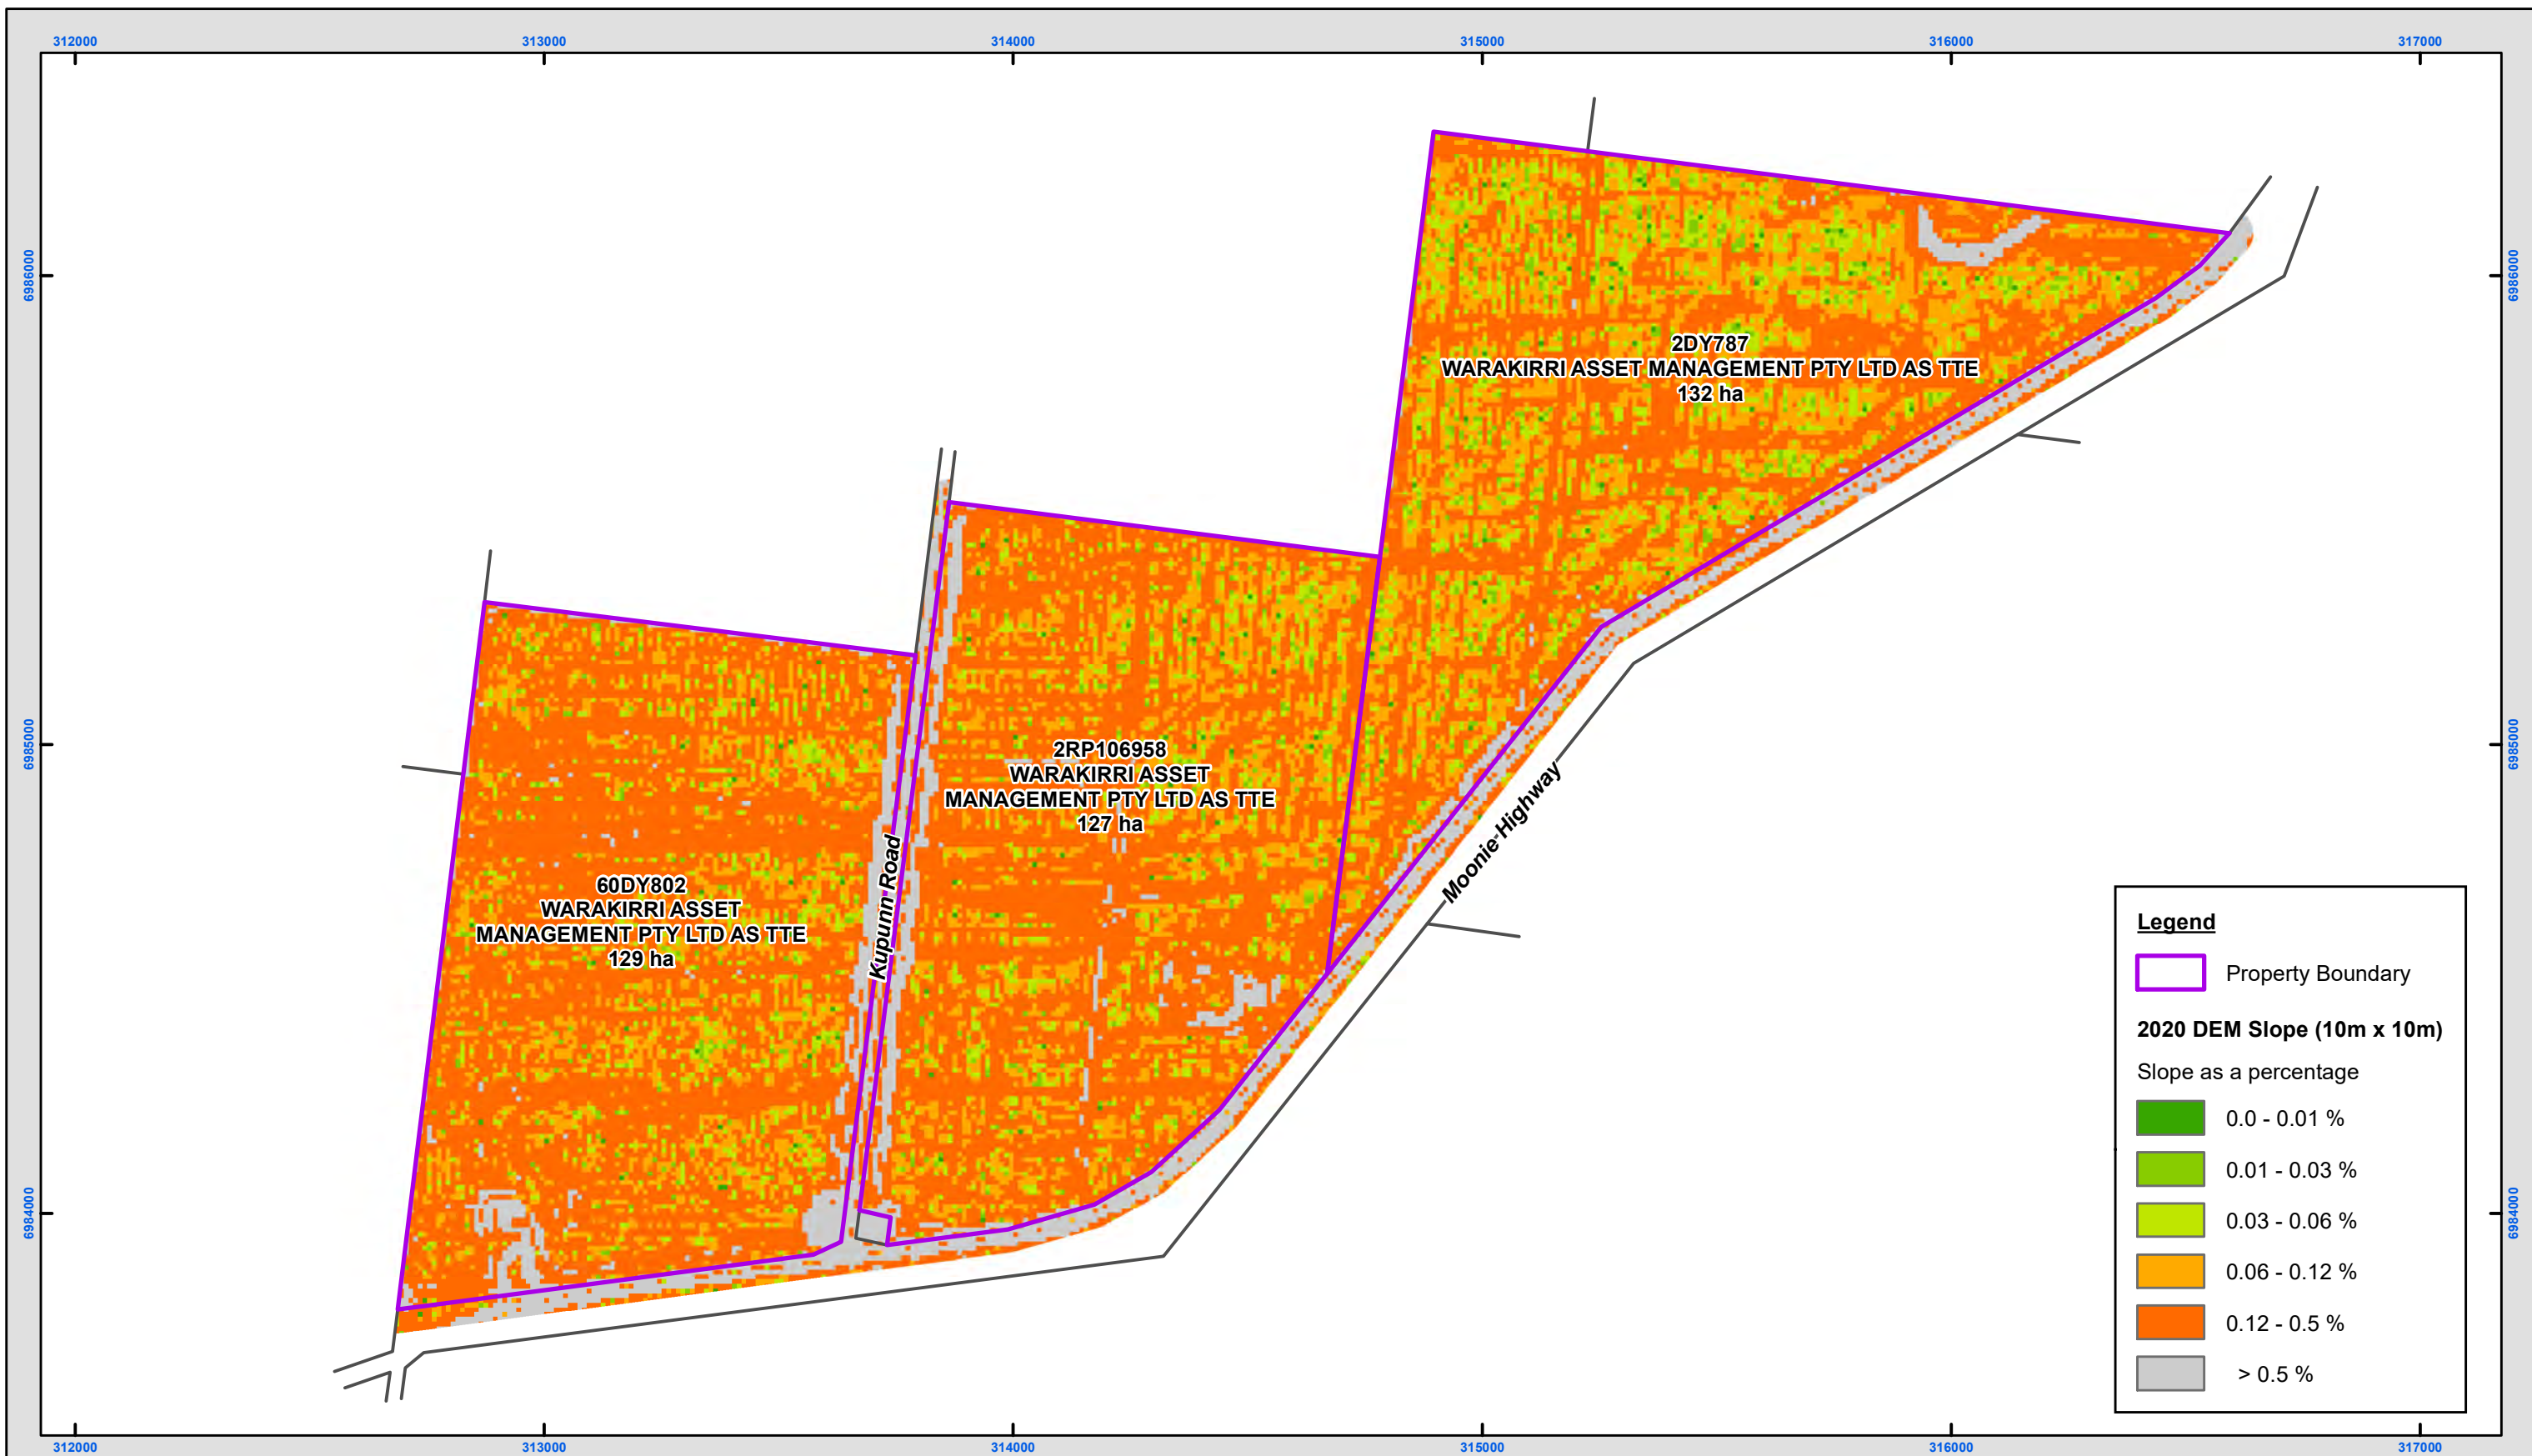 312000
313000
314000
315000
316000
317000
6986000
6986000
2DY787
WARAKIRRI ASSET MANAGEMENT PTY LTD AS TTE
132 ha
6985000
6985000
2RP106958
WARAKIRRI ASSET
MANAGEMENT PTY LTD AS TTE
127 ha
Moonie Highway
Kupunn Road
60DY802
WARAKIRRI ASSET
MANAGEMENT PTY LTD AS TTE
129 ha
6984000
6984000
Legend
Property Boundary
2020 DEM Slope (10m x 10m)
Slope as a percentage
0.0 - 0.01 %
0.01 - 0.03 %
0.03 - 0.06 %
0.06 - 0.12 %
0.12 - 0.5 %
> 0.5 %
312000
313000
314000
315000
316000
317000